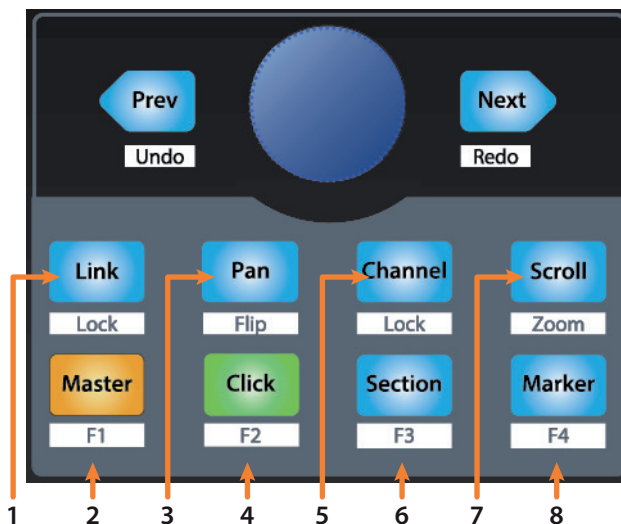 Prev Next
Undo Redo
Link Pan Channel Scroll
Lock Flip Lock Zoom
Master Click Section Marker
F1 F2 F3 F4
1 2 3 4 5 6 7 8